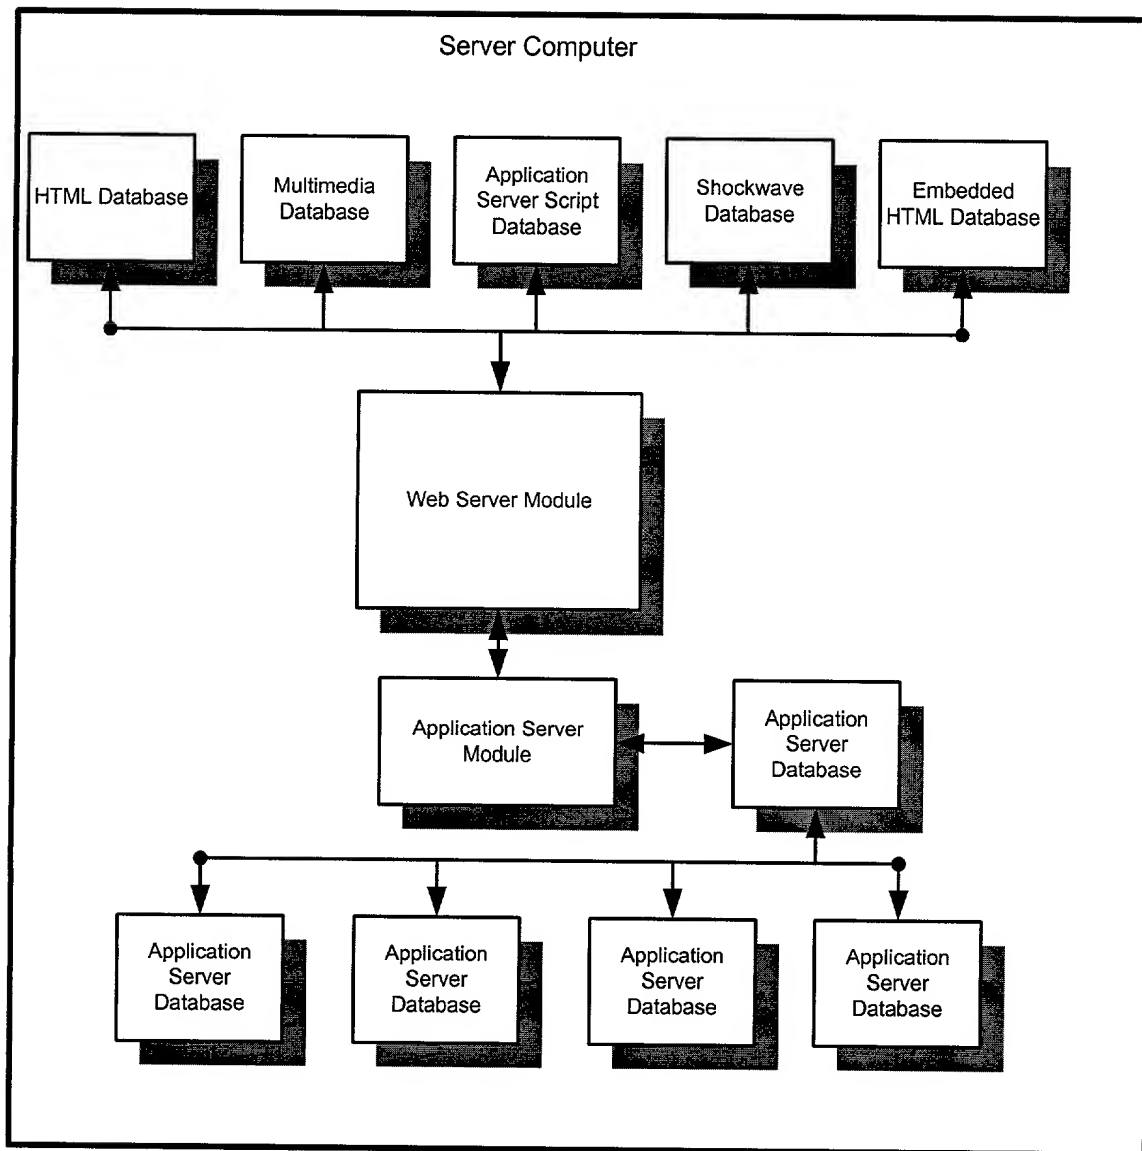 Server Computer
HTML Database
Multimedia
Database
Application
Server Script
Database
Shockwave
Database
Embedded
HTML Database
Web Server Module
Application Server
Module
Application
Server
Database
Application
Server
Database
Application
Server
Database
Application
Server
Database
Application
Server
Database